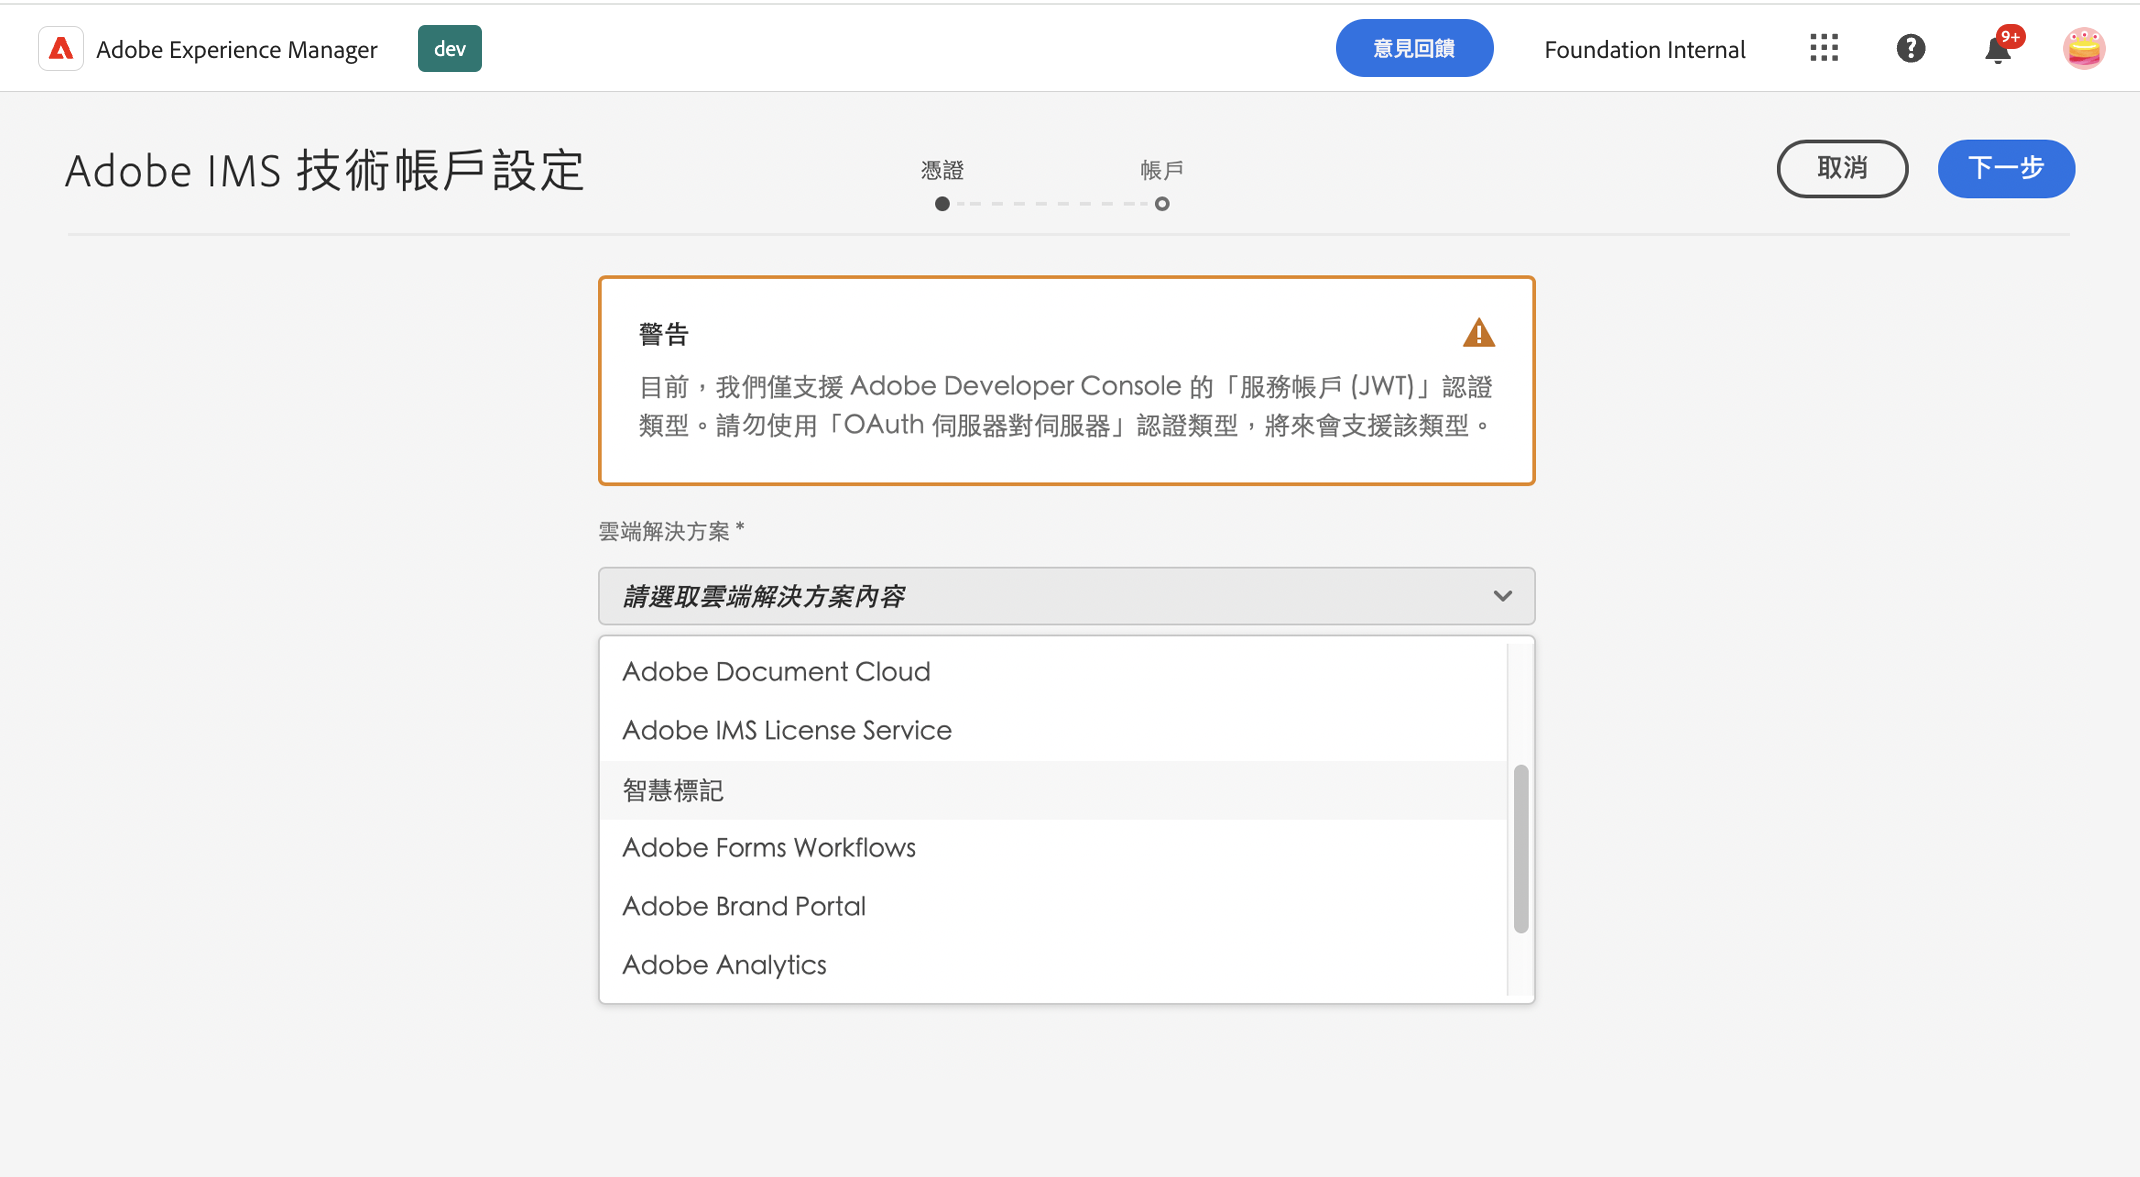 Adobe Experience Manager
dev
意見回饋
Foundation Internal
9+
Adobe IMS 技術帳戶設定
憑證
帳戶
取消
下一步
警告
目前，我們僅支援 Adobe Developer Console 的「服務帳戶 (JWT)」認證
類型。請勿使用「OAuth 伺服器對伺服器」認證類型，將來會支援該類型。
雲端解決方案 *
請選取雲端解決方案內容
Adobe Document Cloud
Adobe IMS License Service
智慧標記
Adobe Forms Workflows
Adobe Brand Portal
Adobe Analytics